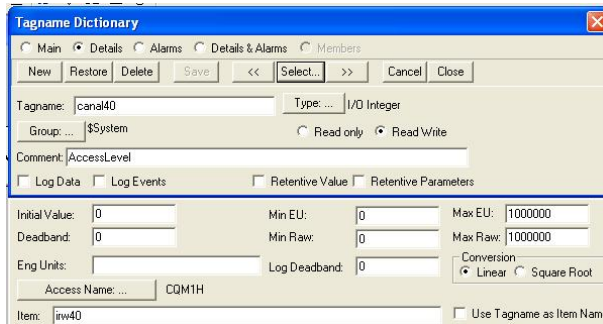 Tagname Dictionary
Main Details Alarms Details & Alarms Members
New Restore Delete Save << Select... >> Cancel Close
Tagname: canal40 Type: ... I/O Integer
Group: ... $System Read only Read Write
Comment: AccessLevel
Log Data Log Events Retentive Value Retentive Parameters
Initial Value: 0 Min EU: 0 Max EU: 1000000
Deadband: 0 Min Raw: 0 Max Raw: 1000000
Eng Units: Log Deadband: 0 Conversion
Linear Square Root
Access Name: ... CQM1H
Item: irw40 Use Tagname as Item Nam